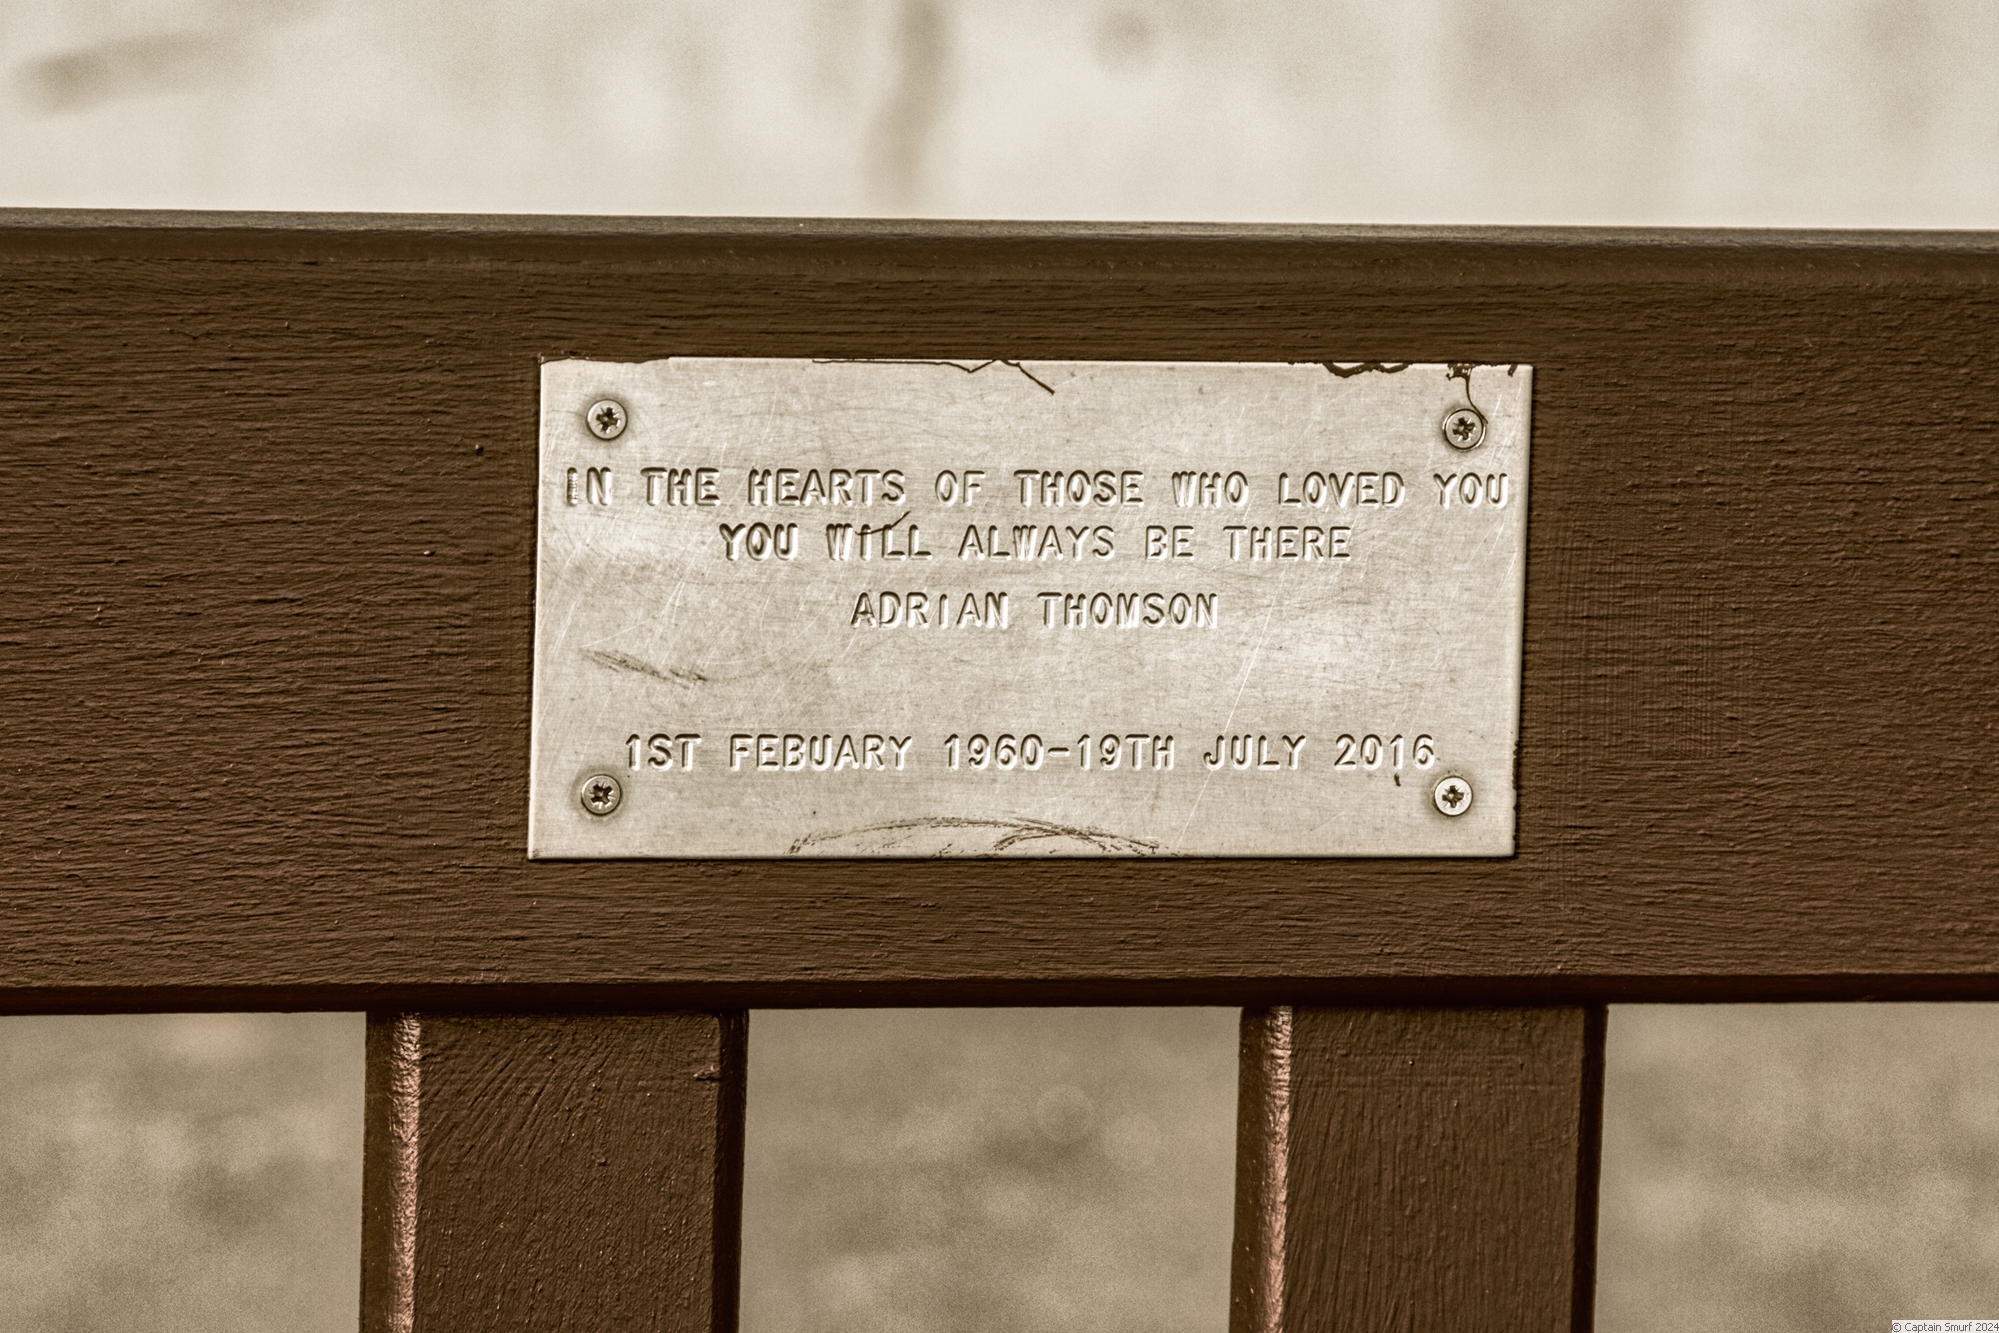 IN THE HEARTS OF THOSE WHO LOVED YOU
YOU WILL ALWAYS BE THERE
ADRIAN THOMSON
1ST FEBUARY 1960-19TH JULY 2016
© Captain Smurf 2024